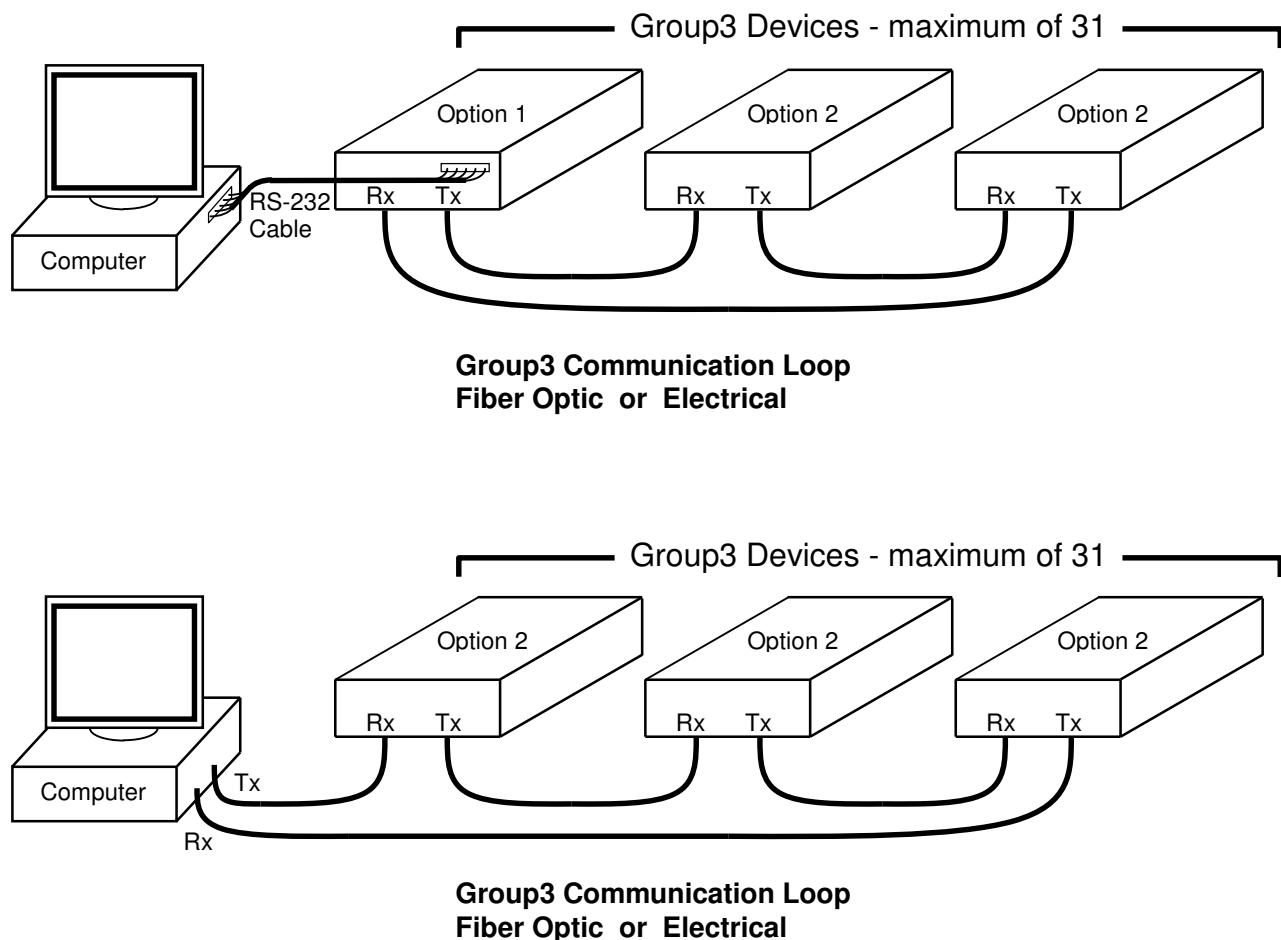 Group3 Devices - maximum of 31
Option 1
Option 2
Option 2
Rx Tx
Rx Tx
Rx Tx
RS-232
Cable
Computer
Group3 Communication Loop
Fiber Optic or Electrical
Group3 Devices - maximum of 31
Option 2
Option 2
Option 2
Rx Tx
Rx Tx
Rx Tx
Tx
Computer
Rx
Group3 Communication Loop
Fiber Optic or Electrical